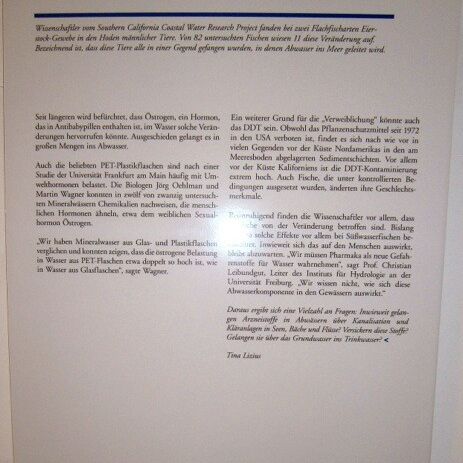 Wissenschaftler vom Southern California Coastal Water Research Project fanden bei zwei Flachfischarten Eier-
stock-Gewebe in den Hoden männlicher Tiere. Von 82 untersuchten Fischen wiesen 11 diese Veränderung auf.
Bezeichnend ist, dass diese Tiere alle in einer Gegend gefangen wurden, in denen Abwasser ins Meer geleitet wird.
Seit längerem wird befürchtet, dass Östrogen, ein Hormon,
das in Antibabypillen enthalten ist, im Wasser solche Verän-
derungen hervorrufen könnte. Ausgeschieden gelangt es in
großen Mengen ins Abwasser.
Auch die beliebten PET-Plastikflaschen sind nach einer
Studie der Universität Frankfurt am Main häufig mit Um-
welthormonen belastet. Die Biologen Jörg Oehlman und
Martin Wagner konnten in zwölf von zwanzig untersuch-
ten Mineralwässern Chemikalien nachweisen, die mensch-
lichen Hormonen ähneln, etwa dem weiblichen Sexual-
hormon Östrogen.
„Wir haben Mineralwasser aus Glas- und Plastikflaschen
verglichen und konnten zeigen, dass die östrogene Belastung
in Wasser aus PET-Flaschen etwa doppelt so hoch ist, wie
in Wasser aus Glasflaschen", sagte Wagner.
Ein weiterer Grund für die „Verweiblichung" könnte auch
das DDT sein. Obwohl das Pflanzenschutzmittel seit 1972
in den USA verboten ist, findet es sich nach wie vor in
vielen Gegenden vor der Küste Nordamerikas in den am
Meeresboden abgelagerten Sedimentschichten. Vor allem
vor der Küste Kaliforniens ist die DDT-Kontaminierung
extrem hoch. Auch Fische, die unter kontrollierten Be-
dingungen ausgesetzt wurden, änderten ihre Geschlechts-
merkmale.
Beunruhigend finden die Wissenschaftler vor allem, dass
von der Veränderung betroffen sind. Bislang
solche Effekte vor allem bei Süßwasserfischen be-
Inwieweit sich das auf den Menschen auswirkt,
bleibt abzuwarten. „Wir müssen Pharmaka als neue Gefah-
renstoffe für Wasser wahrnehmen", sagt Prof. Christian
Leibundgut, Leiter des Instituts für Hydrologie an der
Universität Freiburg. „Wir wissen nicht, wie sich diese
Abwasserkomponente in den Gewässern auswirkt."
Daraus ergibt sich eine Vielzahl an Fragen: Inwieweit gelan-
gen Arzneistoffe in Abwässern über Kanalisation und
Kläranlagen in Seen, Bäche und Flüsse? Versickern diese Stoffe?
Gelangen sie über das Grundwasser ins Trinkwasser? <
Tina Lizius